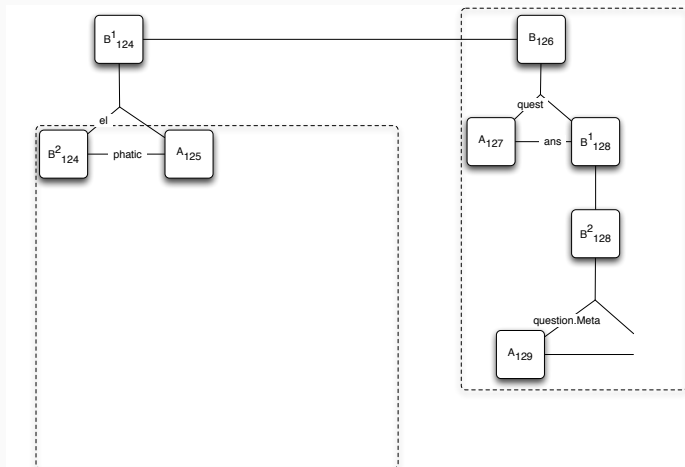 B¹₁₂₄
B₁₂₆
quest
el
A₁₂₇
ans
B¹₁₂₈
B²₁₂₄
phatic
A₁₂₅
B²₁₂₈
question.Meta
A₁₂₉